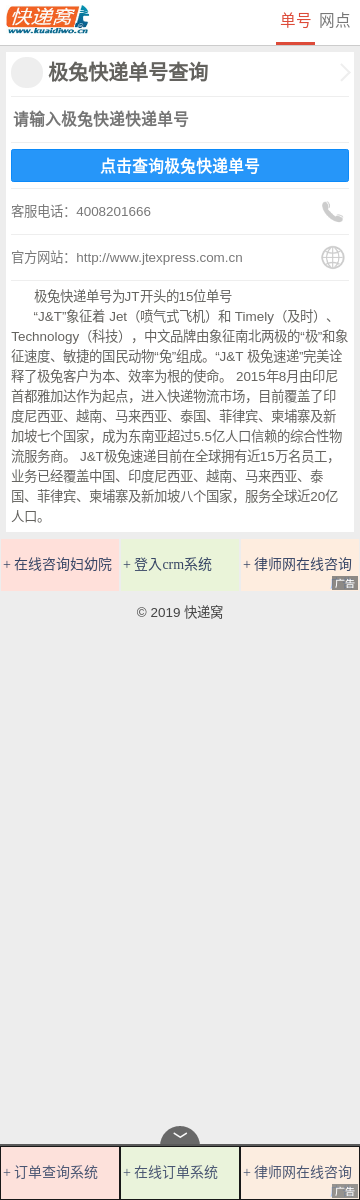 快递窝
www.kuaidiwo.cn
单号 网点
极兔快递单号查询
请输入极兔快递快递单号
点击查询极兔快递单号
客服电话：4008201666
官方网站：http://www.jtexpress.com.cn
极兔快递单号为JT开头的15位单号
“J&T”象征着 Jet（喷气式飞机）和 Timely（及时）、
Technology（科技），中文品牌由象征南北两极的“极”和象
征速度、敏捷的国民动物“兔”组成。“J&T 极兔速递”完美诠
释了极兔客户为本、效率为根的使命。 2015年8月由印尼
首都雅加达作为起点，进入快递物流市场，目前覆盖了印
度尼西亚、越南、马来西亚、泰国、菲律宾、柬埔寨及新
加坡七个国家，成为东南亚超过5.5亿人口信赖的综合性物
流服务商。 J&T极兔速递目前在全球拥有近15万名员工，
业务已经覆盖中国、印度尼西亚、越南、马来西亚、泰
国、菲律宾、柬埔寨及新加坡八个国家，服务全球近20亿
人口。
+ 在线咨询妇幼院 + 登入crm系统 + 律师网在线咨询
广告
© 2019 快递窝
+ 订单查询系统 + 在线订单系统 + 律师网在线咨询
广告